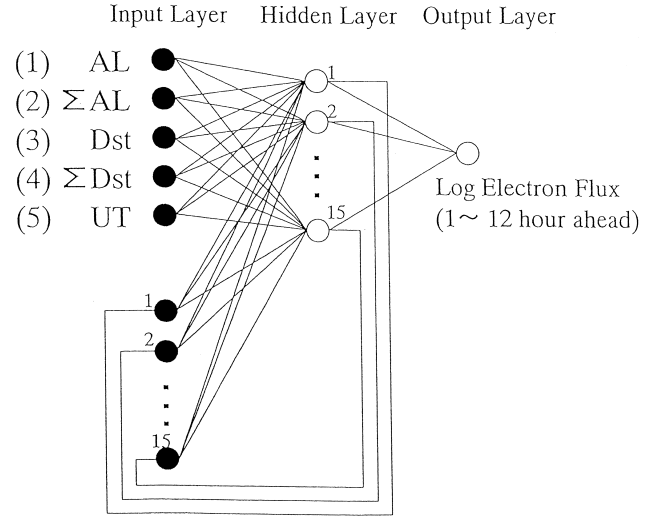 Input Layer Hidden Layer Output Layer
(1) AL
(2) ΣAL
(3) Dst
(4) ΣDst
(5) UT
1
2
15
Log Electron Flux
(1~ 12 hour ahead)
1
2
15